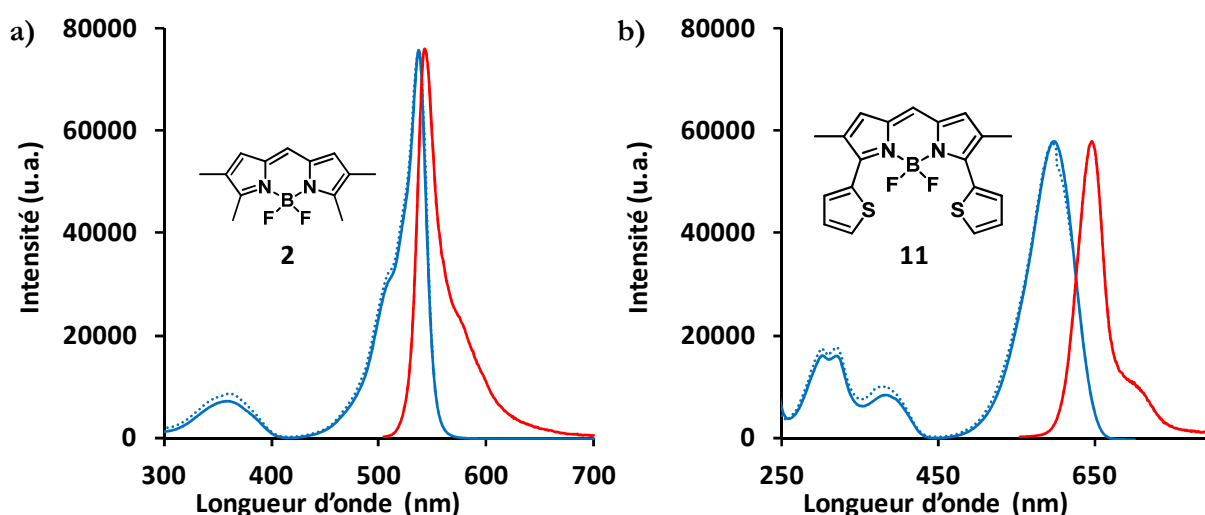 a)
Intensité (u.a.)
80000
60000
40000
20000
0
300
400
500
600
700
Longueur d'onde (nm)
N
N
B
F
F
2
b)
Intensité (u.a.)
80000
60000
40000
20000
0
250
450
650
Longueur d'onde (nm)
N
N
B
F
F
S
S
11